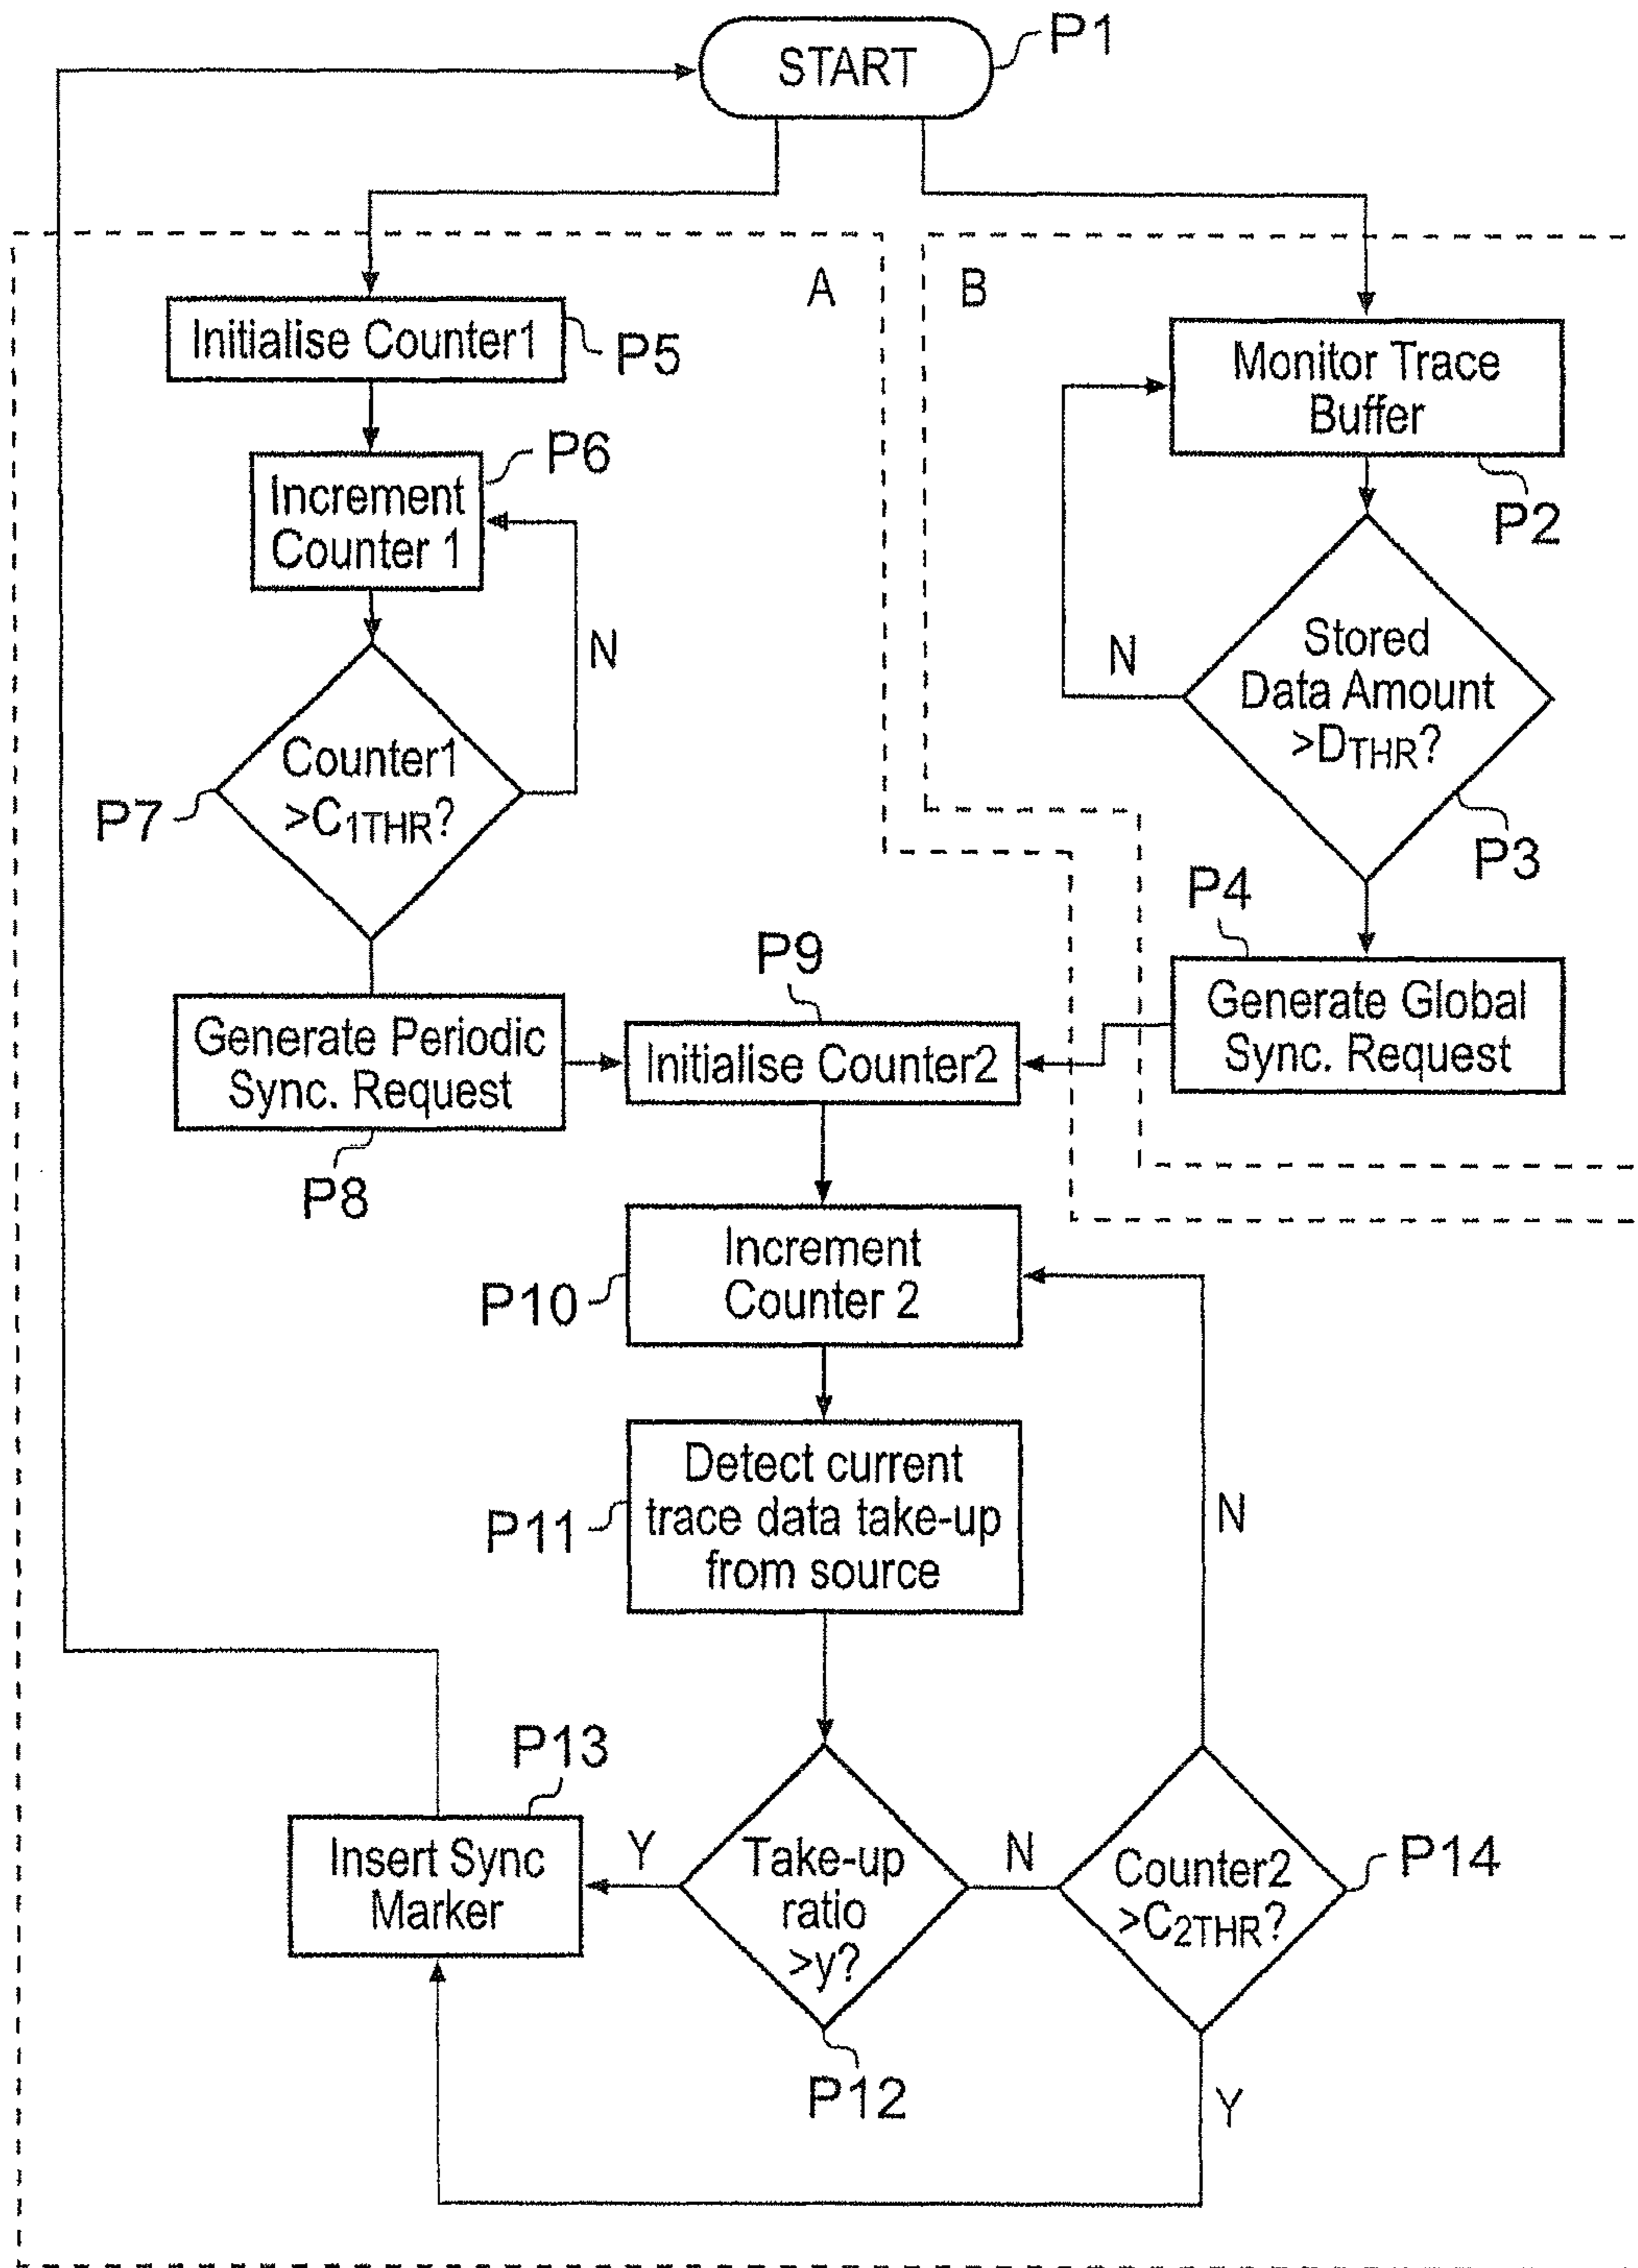 START
P1
A
B
Initialise Counter1
P5
Monitor Trace
Buffer
P2
P6
Increment
Counter 1
N
Stored
Data Amount
>DTHR?
N
P3
Counter1
>C1THR?
P7
P4
Generate Global
Sync. Request
P9
Generate Periodic
Sync. Request
P8
Initialise Counter2
Increment
Counter 2
P10
Detect current
trace data take-up
from source
P11
N
P13
Insert Sync
Marker
Y
Take-up
ratio
>y?
P12
N
Counter2
>C2THR?
P14
Y